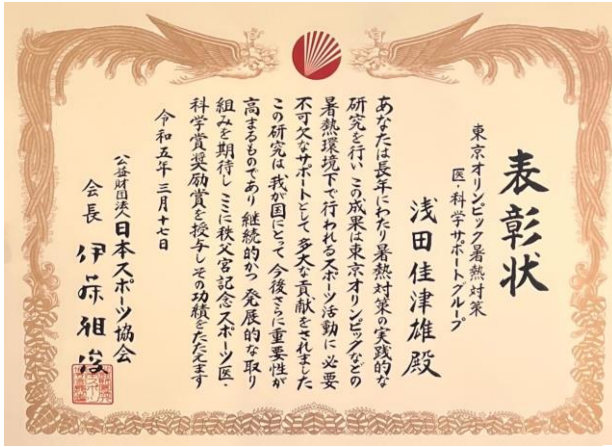 表彰状
東京オリンピック暑熱対策
医・科学サポートグループ
浅田佳津雄殿
あなたは長年にわたり暑熱対策の実践的な
研究を行い この成果は東京オリンピックなどの
暑熱環境下で行われるスポーツ活動に 必要
不可欠なサポートとして 多大な貢献をされました
この研究は 我が国にとって 今後さらに重要性が
高まるものであり 継続的かつ 発展的な取り
組みを期待し ここに秩父宮記念スポーツ医・
科学賞奨励賞を授与し その功績をたたえます
令和五年三月十七日
公益財団法人日本スポーツ協会
会長 伊藤雅俊